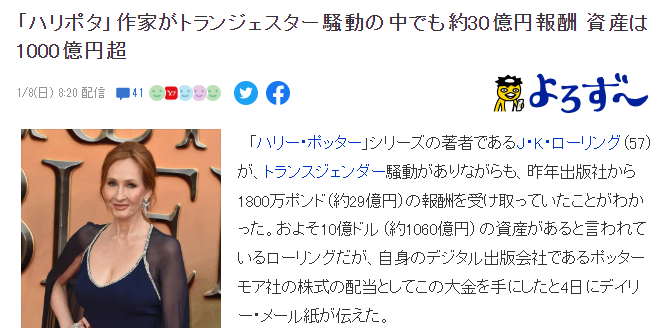 「ハリポタ」作家がトランジェスター騒動の中でも約30億円報酬 資産は
1000億円超
1/8(日) 8:20 配信
41
Y!
よろず〜
「ハリー・ポッター」シリーズの著者であるJ・K・ローリング(57)
が、トランスジェンダー騒動がありながらも、昨年出版社から
1800万ポンド(約29億円)の報酬を受け取っていたことがわか
った。およそ10億ドル(約1060億円)の資産があると言われて
いるローリングだが、自身のデジタル出版会社であるポッター
モア社の株式の配当としてこの大金を手にしたと4日にデイリ
ー・メール紙が伝えた。